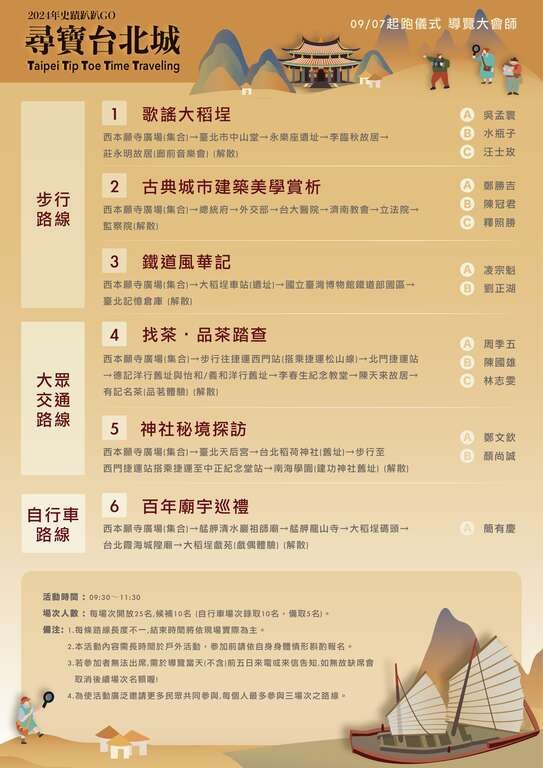 2024年史蹟趴趴GO
尋寶台北城
Taipei Tip Toe Time Traveling
09/07起跑儀式 導覽大會師
步行
路線
1 歌謠大稻埕
西本願寺廣場(集合)→臺北市中山堂→永樂座遺址→李臨秋故居→
莊永明故居(廊前音樂會) (解散)
A 吳孟寰
B 水瓶子
C 汪士玫
2 古典城市建築美學賞析
西本願寺廣場(集合)→總統府→外交部→台大醫院→濟南教會→立法院→
監察院(解散)
A 鄭勝吉
B 陳冠君
C 釋照勝
3 鐵道風華記
西本願寺廣場(集合)→大稻埕車站(遺址)→國立臺灣博物館鐵道部園區→
臺北記憶倉庫 (解散)
A 凌宗魁
B 劉正湖
大眾
交通
路線
4 找茶・品茶踏查
西本願寺廣場(集合)→步行往捷運西門站(搭乘捷運松山線)→北門捷運站
→德記洋行舊址與怡和/義和洋行舊址→李春生紀念教堂→陳天來故居→
有記名茶(品茗體驗) (解散)
A 周季五
B 陳國雄
C 林志雯
5 神社秘境探訪
西本願寺廣場(集合)→臺北天后宮→台北稻荷神社(舊址)→步行至
西門捷運站搭乘捷運至中正紀念堂站→南海學園(建功神社舊址) (解散)
A 鄭文欽
B 顏尚誠
自行車
路線
6 百年廟宇巡禮
西本願寺廣場(集合)→艋舺清水巖祖師廟→艋舺龍山寺→大稻埕碼頭→
台北霞海城隍廟→大稻埕戲苑(戲偶體驗) (解散)
A 簡有慶
活動時間：09:30～11:30
場次人數：每場次開放25名,候補10名 (自行車場次錄取10名，備取5名)。
備注: 1.每條路線長度不一,結束時間將依現場實際為主。
2.本活動內容需長時間於戶外活動，參加前請依自身身體情形斟酌報名。
3.若參加者無法出席,需於導覽當天(不含)前五日來電或來信告知,如無故缺席會
取消後續場次名額喔!
4.為使活動廣泛邀請更多民眾共同參與,每個人最多參與三場次之路線。